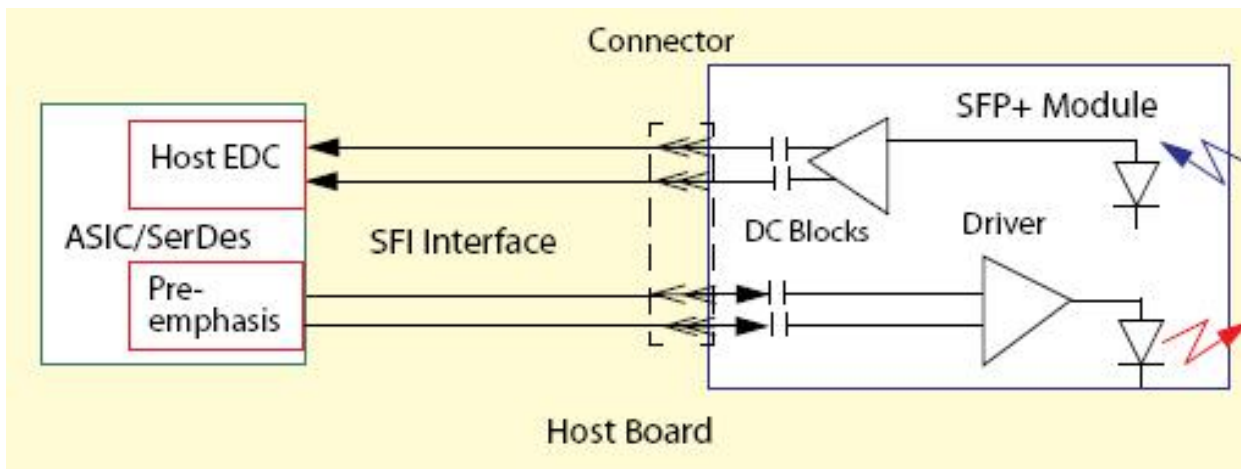 Connector
SFP+ Module
Host EDC
ASIC/SerDes
SFI Interface
DC Blocks
Driver
Pre-
emphasis
Host Board